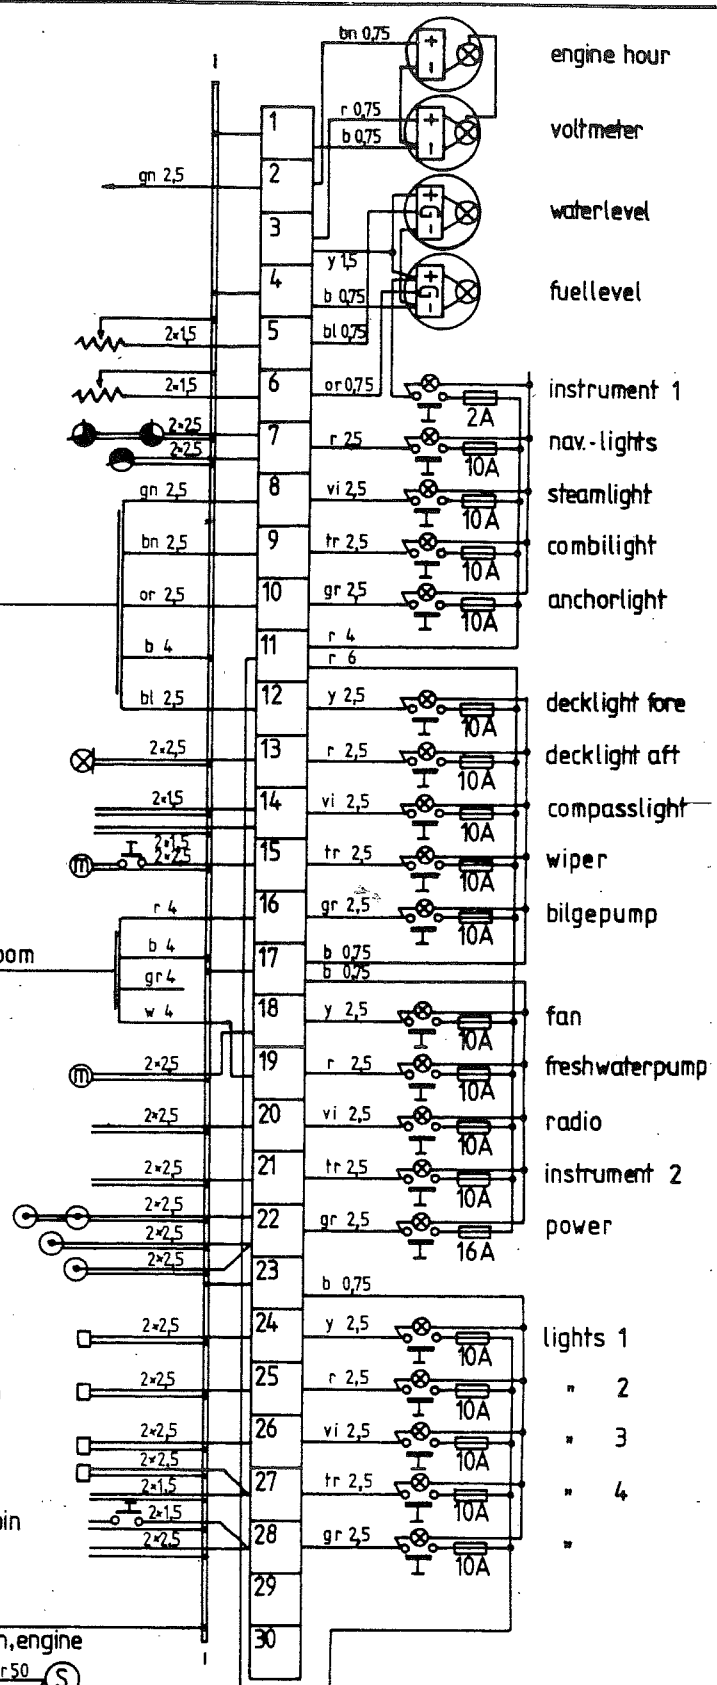 bn 0,75
engine hour
I
r 0,75
1
b 0,75
voltmeter
gn 2,5
2
3
waterlevel
y 1,5
4
b 0,75
fuellevel
2×1,5
5
bl 0,75
2×1,5
6
or 0,75
2A
instrument 1
2×2,5
2×2,5
7
r 2,5
10A
nav.-lights
gn 2,5
8
vi 2,5
10A
steamlight
bn 2,5
9
tr 2,5
10A
combilight
or 2,5
10
gr 2,5
10A
anchorlight
b 4
11
r 4
r 6
bl 2,5
12
y 2,5
10A
decklight fore
2×2,5
13
r 2,5
10A
decklight aft
2×1,5
14
vi 2,5
10A
compasslight
2×1,5
m
2×2,5
15
tr 2,5
10A
wiper
r 4
16
gr 2,5
10A
bilgepump
oom
b 4
17
b 0,75
b 0,75
gr 4
w 4
18
y 2,5
10A
fan
m
2×2,5
19
r 2,5
10A
freshwaterpump
2×2,5
20
vi 2,5
10A
radio
2×2,5
21
tr 2,5
10A
instrument 2
2×2,5
22
gr 2,5
16A
power
2×2,5
2×2,5
23
b 0,75
2×2,5
24
y 2,5
10A
lights 1
2×2,5
25
r 2,5
10A
" 2
2×2,5
26
vi 2,5
10A
" 3
2×2,5
2×1,5
27
tr 2,5
10A
" 4
2×1,5
oin
2×2,5
28
gr 2,5
10A
"
29
30
n, engine
I
r 50
S